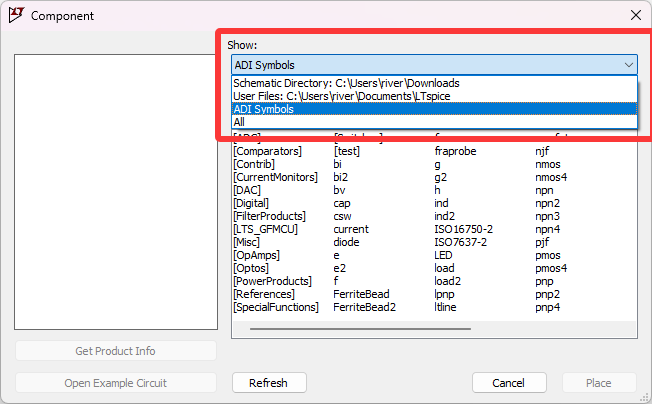 Component
Show:
ADI Symbols
Schematic Directory: C:\Users\river\Downloads
User Files: C:\Users\river\Documents\LTspice
ADI Symbols
All
[Comparators] [test] fraprobe njf
[Contrib] bi g nmos
[CurrentMonitors] bi2 g2 nmos4
[DAC] bv h npn
[Digital] cap ind npn2
[FilterProducts] csw ind2 npn3
[LTS_GFMCU] current ISO16750-2 npn4
[Misc] diode ISO7637-2 pjf
[OpAmps] e LED pmos
[Optos] e2 load pmos4
[PowerProducts] f load2 pnp
[References] FerriteBead lpnp pnp2
[SpecialFunctions] FerriteBead2 ltline pnp4
Get Product Info
Open Example Circuit Refresh Cancel Place